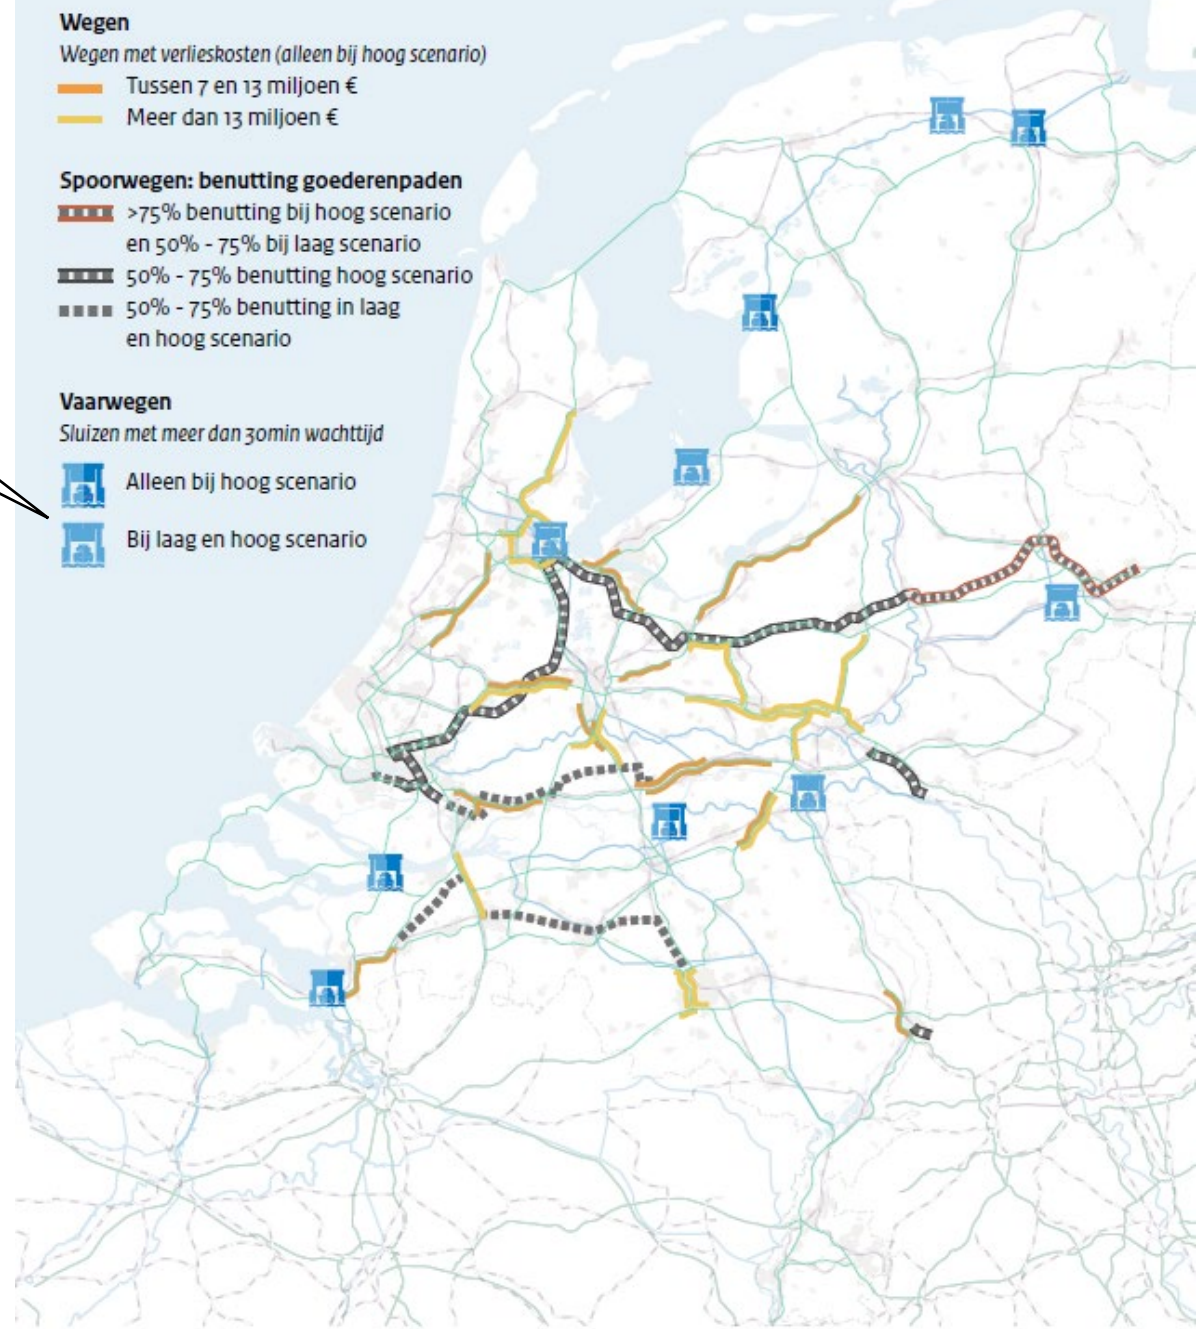 Wegen
Wegen met verlieskosten (alleen bij hoog scenario)
Tussen 7 en 13 miljoen €
Meer dan 13 miljoen €
Spoorwegen: benutting goederenpaden
>75% benutting bij hoog scenario
en 50% - 75% bij laag scenario
50% - 75% benutting hoog scenario
50% - 75% benutting in laag
en hoog scenario
Vaarwegen
Sluizen met meer dan 30min wachttijd
Alleen bij hoog scenario
Bij laag en hoog scenario